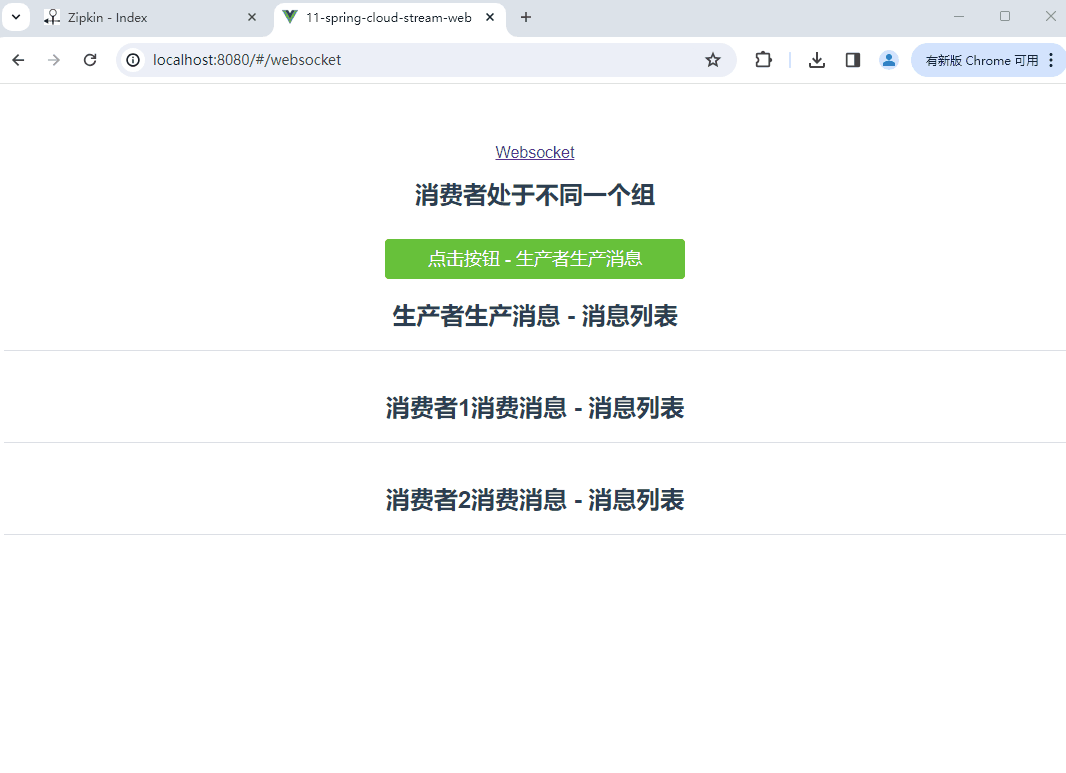 Zipkin - Index
11-spring-cloud-stream-web
localhost:8080/#/websocket
有新版 Chrome 可用
Websocket
消费者处于不同一个组
点击按钮 - 生产者生产消息
生产者生产消息 - 消息列表
消费者1消费消息 - 消息列表
消费者2消费消息 - 消息列表